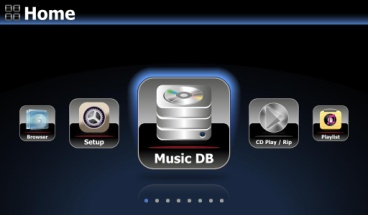 Home
Browser
Setup
Music DB
CD Play / Rip
Playlist